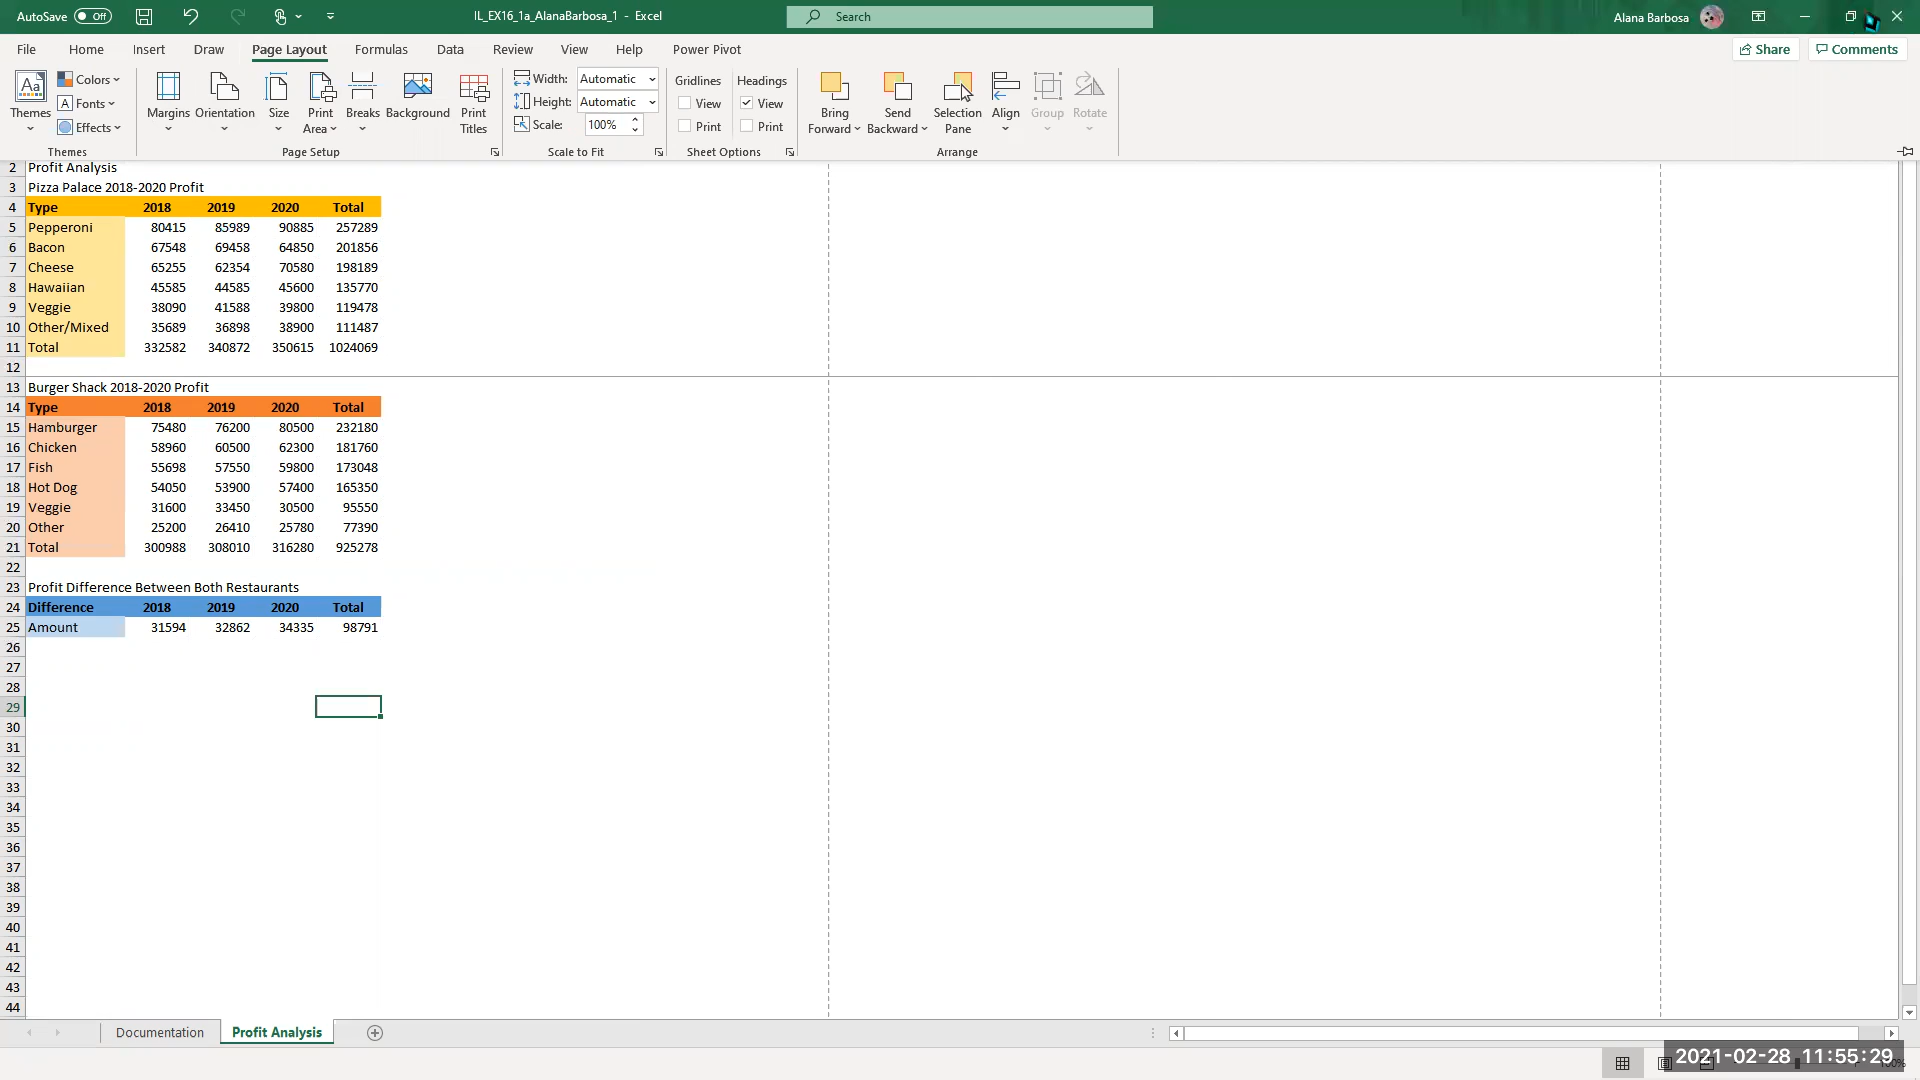 AutoSave Off IL_EX16_1a_AlanaBarbosa_1 - Excel Search Alana Barbosa
File Home Insert Draw Page Layout Formulas Data Review View Help Power Pivot Share Comments
Themes Colors Fonts Effects Margins Orientation Size Print Area Breaks Background Print Titles Width: Automatic Height: Automatic Scale: 100% Gridlines View Print Headings View Print Bring Forward Send Backward Selection Pane Align Group Rotate
Themes Page Setup Scale to Fit Sheet Options Arrange
2 Profit Analysis
3 Pizza Palace 2018-2020 Profit
4 Type 2018 2019 2020 Total
5 Pepperoni 80415 85989 90885 257289
6 Bacon 67548 69458 64850 201856
7 Cheese 65255 62354 70580 198189
8 Hawaiian 45585 44585 45600 135770
9 Veggie 38090 41588 39800 119478
10 Other/Mixed 35689 36898 38900 111487
11 Total 332582 340872 350615 1024069
12
13 Burger Shack 2018-2020 Profit
14 Type 2018 2019 2020 Total
15 Hamburger 75480 76200 80500 232180
16 Chicken 58960 60500 62300 181760
17 Fish 55698 57550 59800 173048
18 Hot Dog 54050 53900 57400 165350
19 Veggie 31600 33450 30500 95550
20 Other 25200 26410 25780 77390
21 Total 300988 308010 316280 925278
22
23 Profit Difference Between Both Restaurants
24 Difference 2018 2019 2020 Total
25 Amount 31594 32862 34335 98791
26
27
28
29
30
31
32
33
34
35
36
37
38
39
40
41
42
43
44
Documentation Profit Analysis
2021-02-28 11:55:29